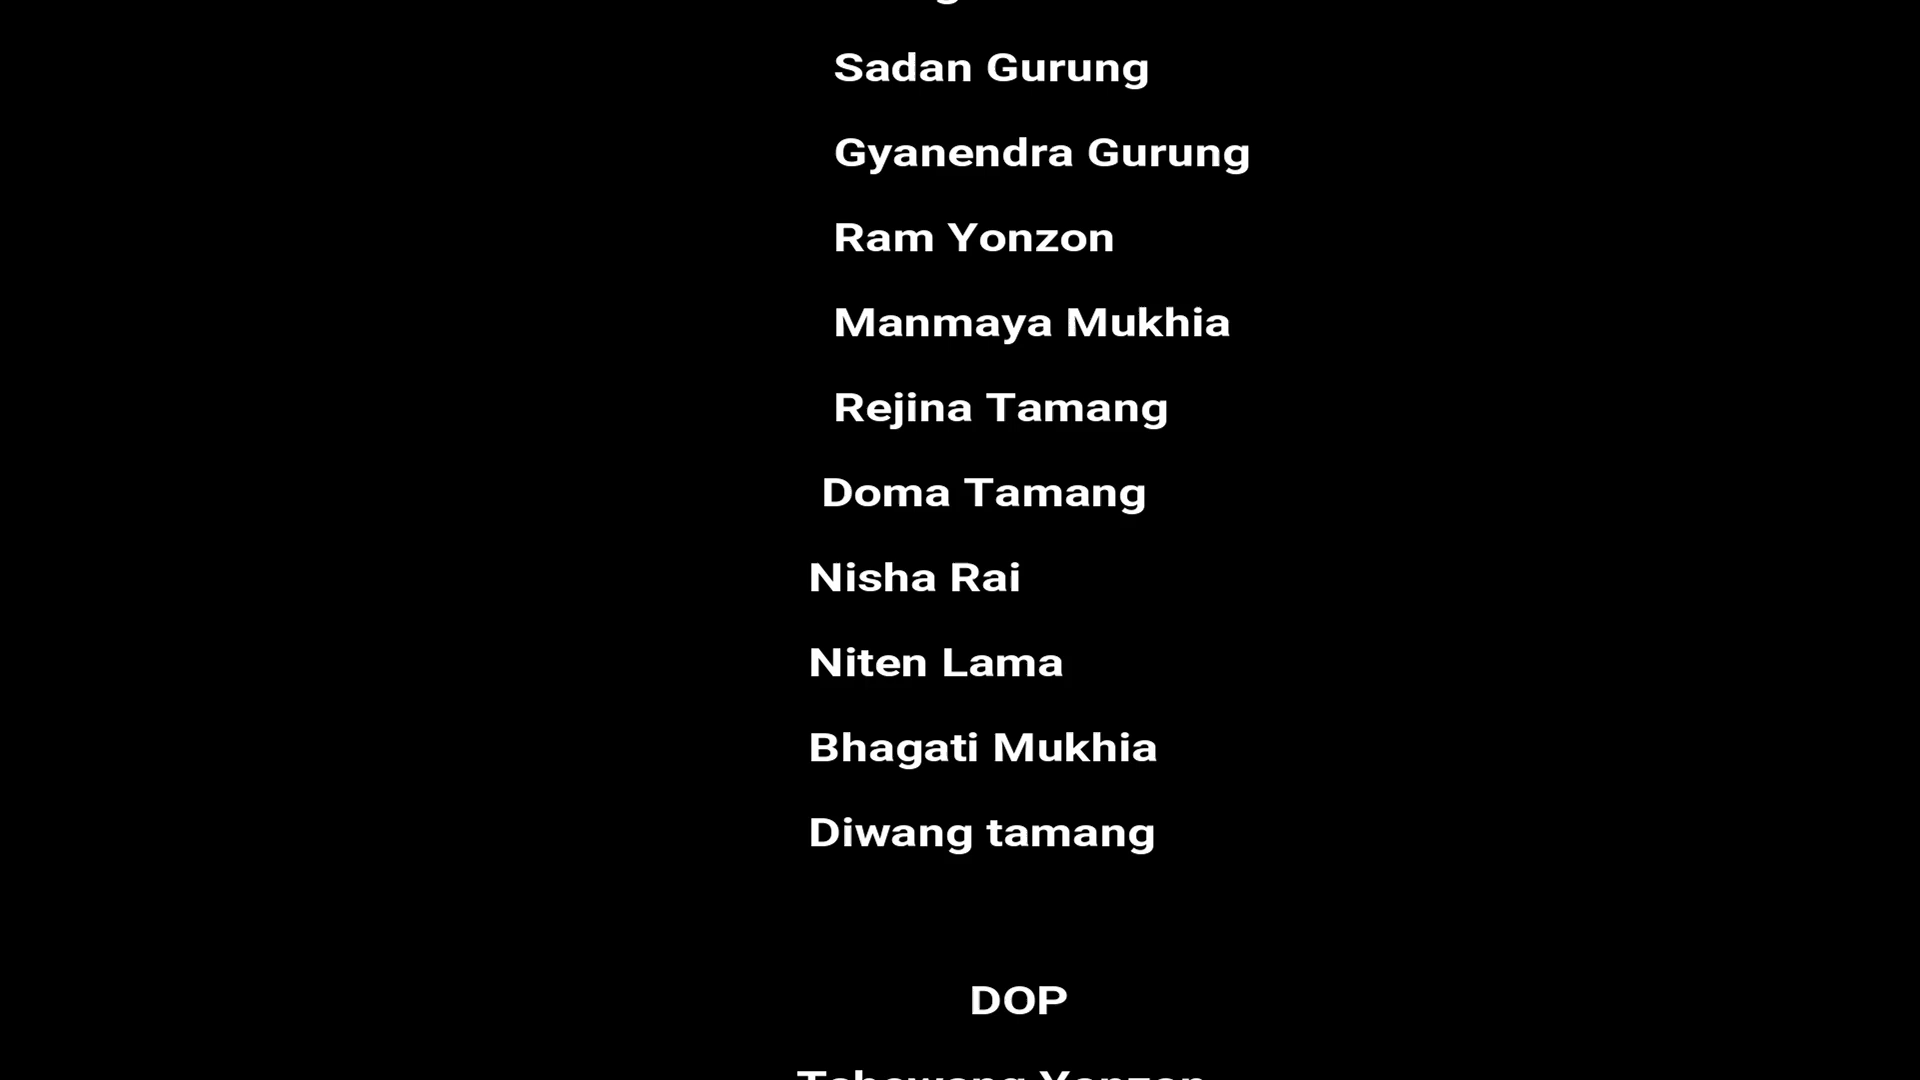 Sadan Gurung
Gyanendra Gurung
Ram Yonzon
Manmaya Mukhia
Rejina Tamang
Doma Tamang
Nisha Rai
Niten Lama
Bhagati Mukhia
Diwang tamang
DOP
Yonzon